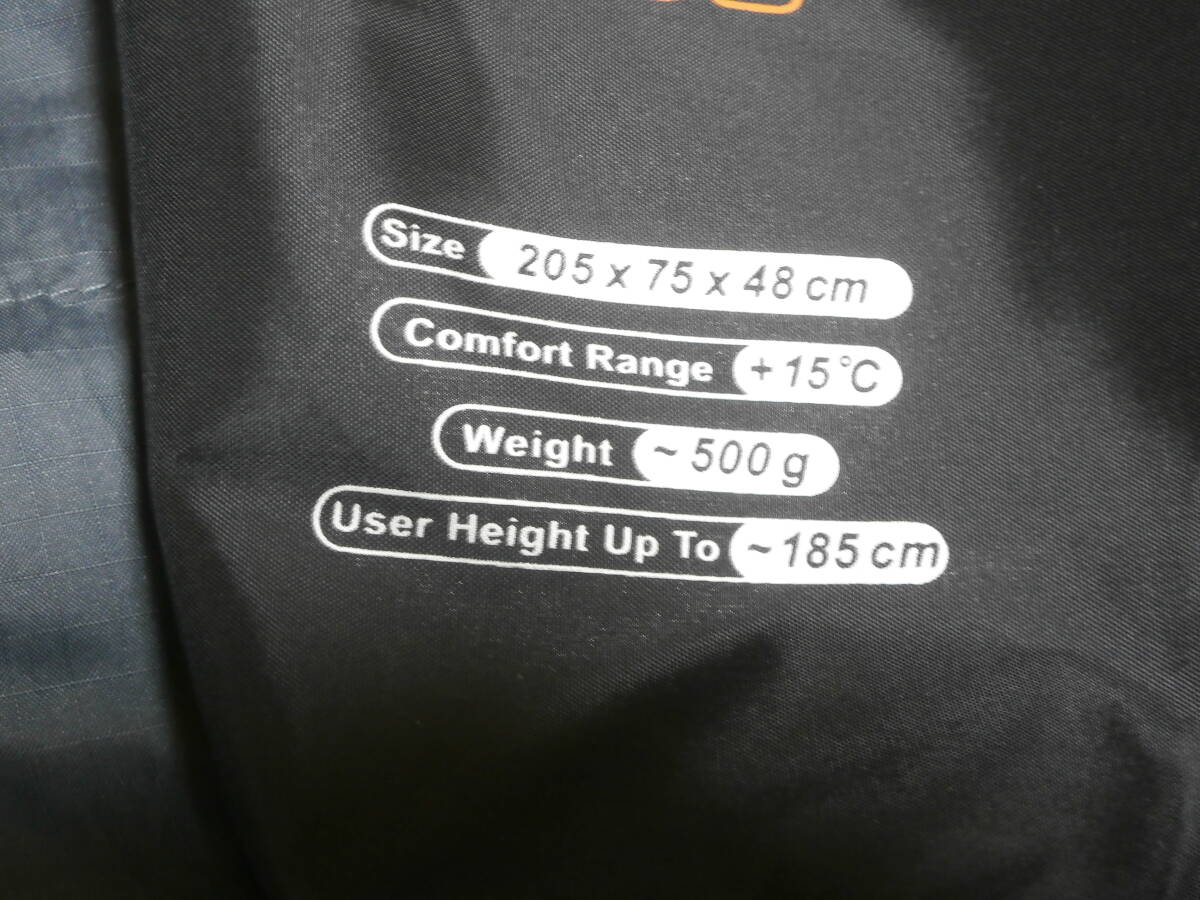 Size 205 x 75 x 48 cm
Comfort Range +15°C
Weight ~ 500 g
User Height Up To ~185 cm